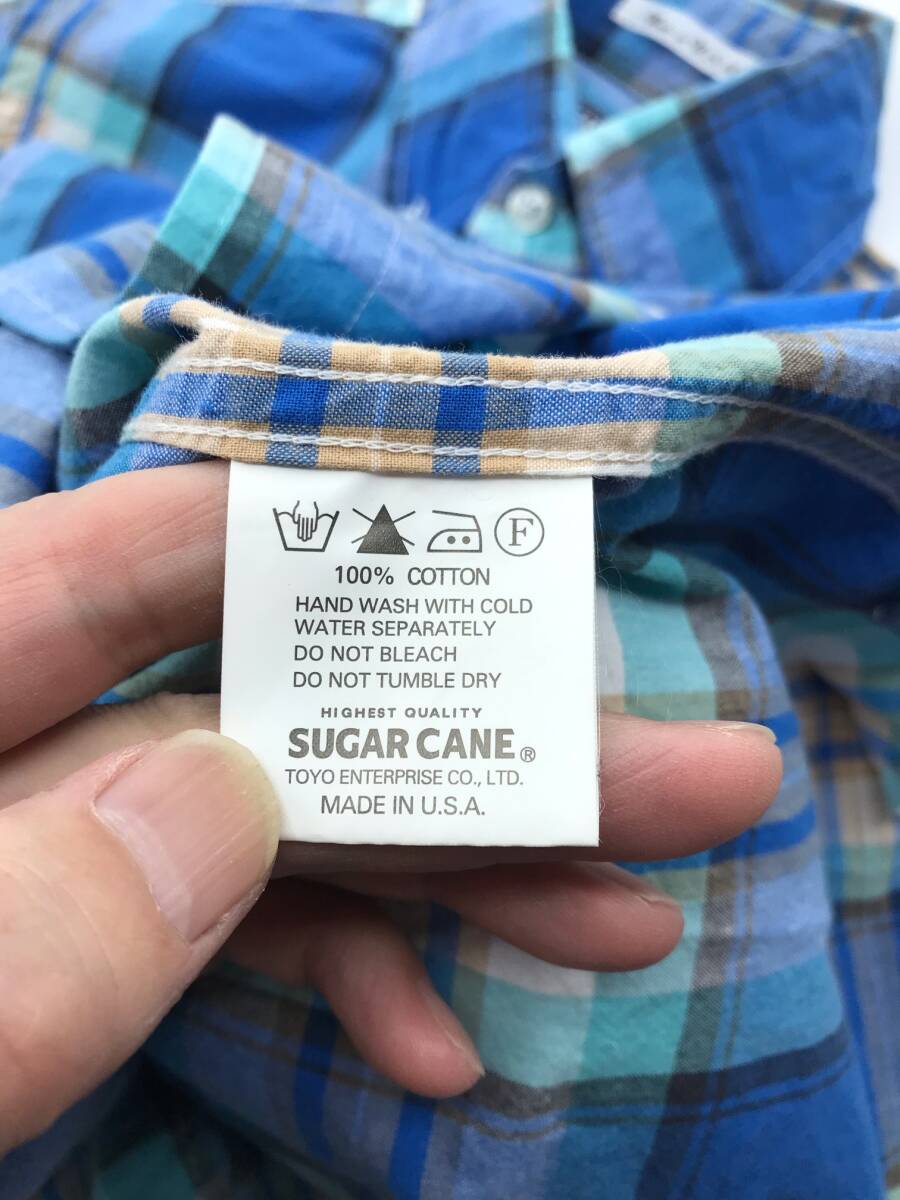 F
100% COTTON
HAND WASH WITH COLD
WATER SEPARATELY
DO NOT BLEACH
DO NOT TUMBLE DRY
HIGHEST QUALITY
SUGAR CANE®
TOYO ENTERPRISE CO., LTD.
MADE IN U.S.A.